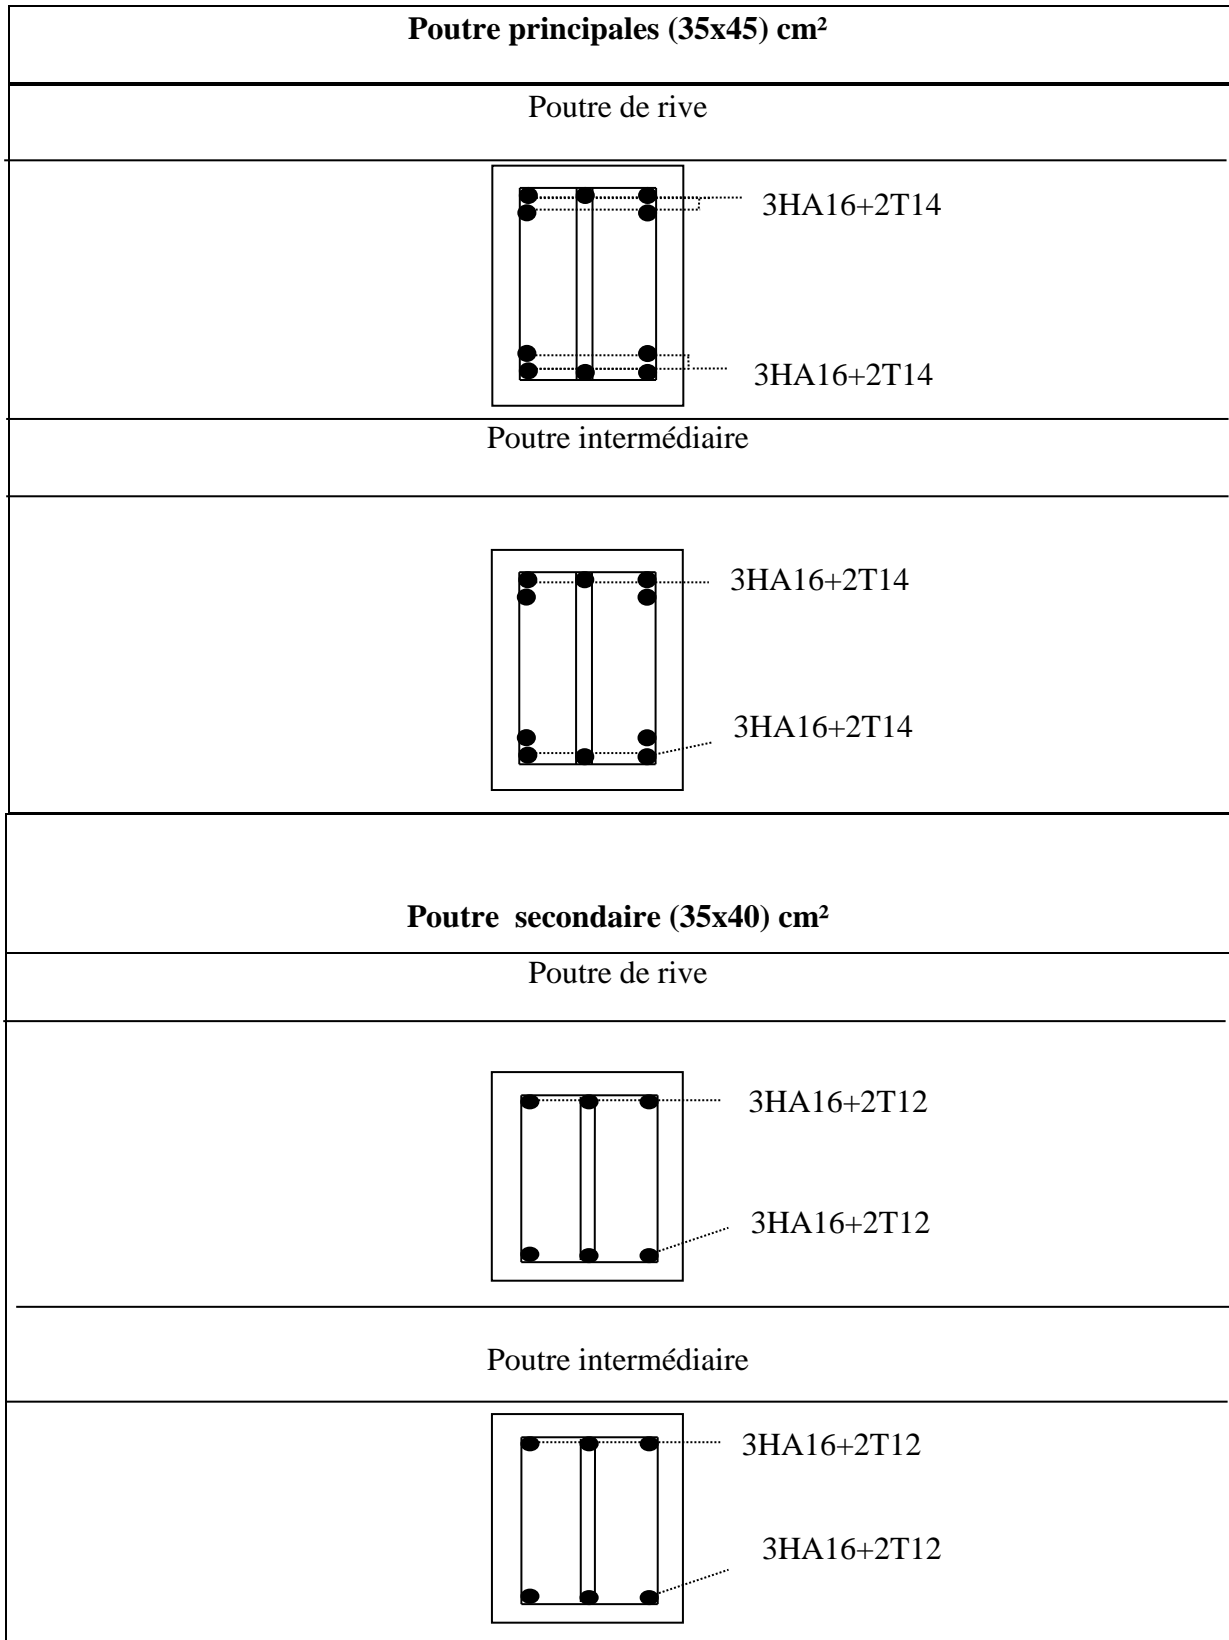 Poutre principales (35x45) cm²
Poutre de rive
3HA16+2T14
3HA16+2T14
Poutre intermédiaire
3HA16+2T14
3HA16+2T14
Poutre secondaire (35x40) cm²
Poutre de rive
3HA16+2T12
3HA16+2T12
Poutre intermédiaire
3HA16+2T12
3HA16+2T12